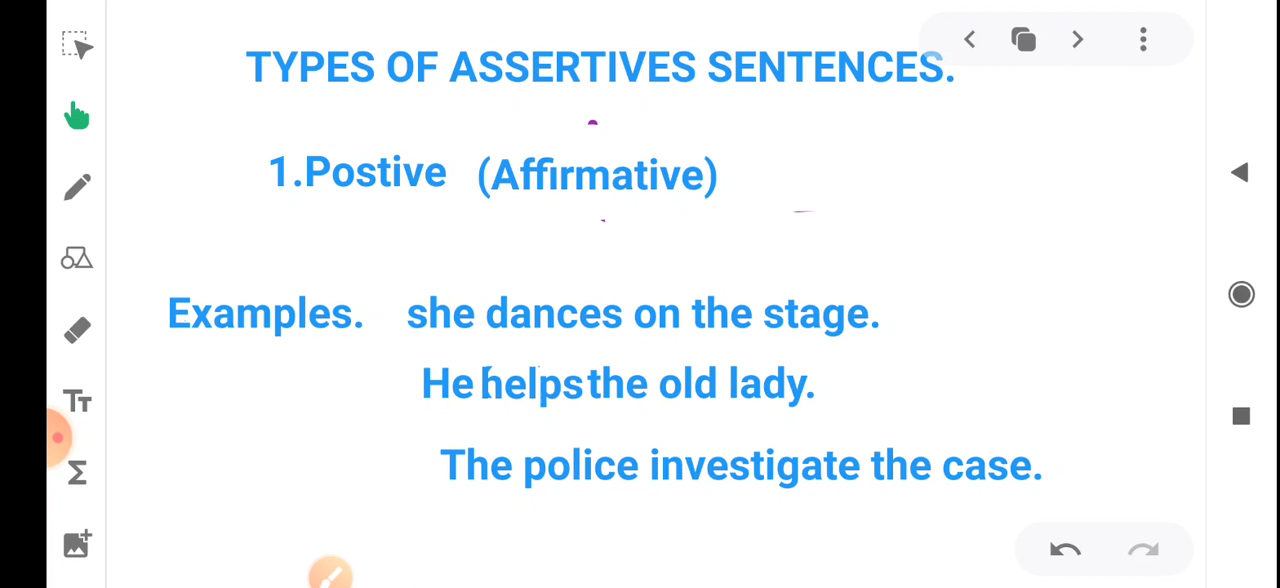 TYPES OF ASSERTIVES SENTENCES.
1.Postive (Affirmative)
Examples. she dances on the stage.
He helps the old lady.
The police investigate the case.